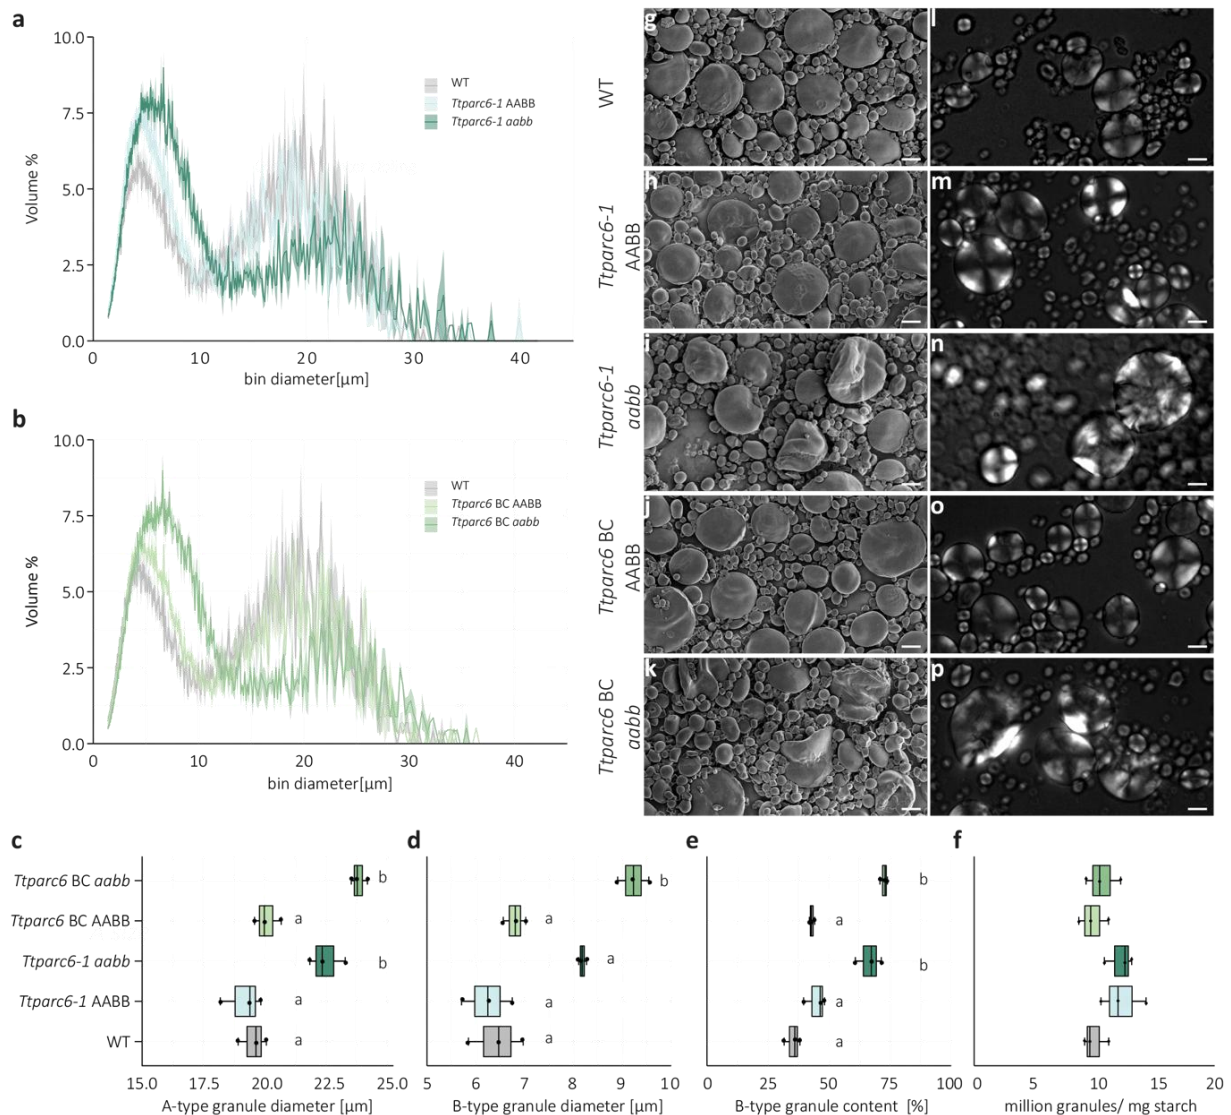 a
10.0
7.5
5.0
2.5
0.0
Volume %
0
10
20
30
40
bin diameter[µm]
WT
Ttparc6-1 AABB
Ttparc6-1 aabb
b
10.0
7.5
5.0
2.5
0.0
Volume %
0
10
20
30
40
bin diameter[µm]
WT
Ttparc6 BC AABB
Ttparc6 BC aabb
g
l
WT
h
m
Ttparc6-1
AABB
i
n
Ttparc6-1
aabb
j
o
Ttparc6 BC
AABB
k
p
Ttparc6 BC
aabb
c
Ttparc6 BC aabb
Ttparc6 BC AABB
Ttparc6-1 aabb
Ttparc6-1 AABB
WT
b
a
b
a
a
15.0
17.5
20.0
22.5
25.0
A-type granule diameter [µm]
d
b
a
a
a
a
5
6
7
8
9
10
B-type granule diameter [µm]
e
b
a
b
a
a
0
25
50
75
100
B-type granule content [%]
f
0
5
10
15
20
million granules/ mg starch